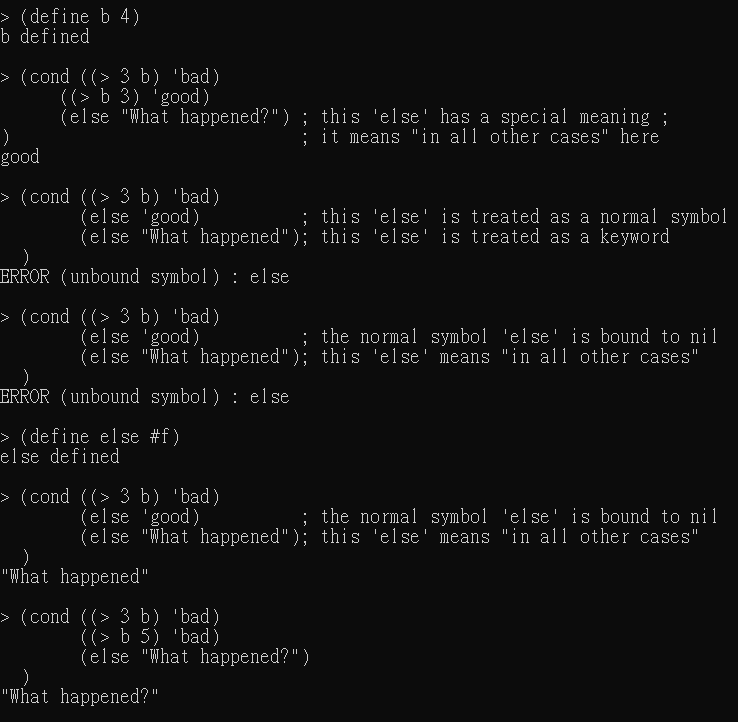 > (define b 4)
b defined
> (cond ((> 3 b) 'bad)
((> b 3) 'good)
(else "What happened?") ; this 'else' has a special meaning ;
) ; it means "in all other cases" here
good
> (cond ((> 3 b) 'bad)
(else 'good) ; this 'else' is treated as a normal symbol
(else "What happened"); this 'else' is treated as a keyword
)
ERROR (unbound symbol) : else
> (cond ((> 3 b) 'bad)
(else 'good) ; the normal symbol 'else' is bound to nil
(else "What happened"); this 'else' means "in all other cases"
)
ERROR (unbound symbol) : else
> (define else #f)
else defined
> (cond ((> 3 b) 'bad)
(else 'good) ; the normal symbol 'else' is bound to nil
(else "What happened"); this 'else' means "in all other cases"
)
"What happened"
> (cond ((> 3 b) 'bad)
((> b 5) 'bad)
(else "What happened?")
)
"What happened?"